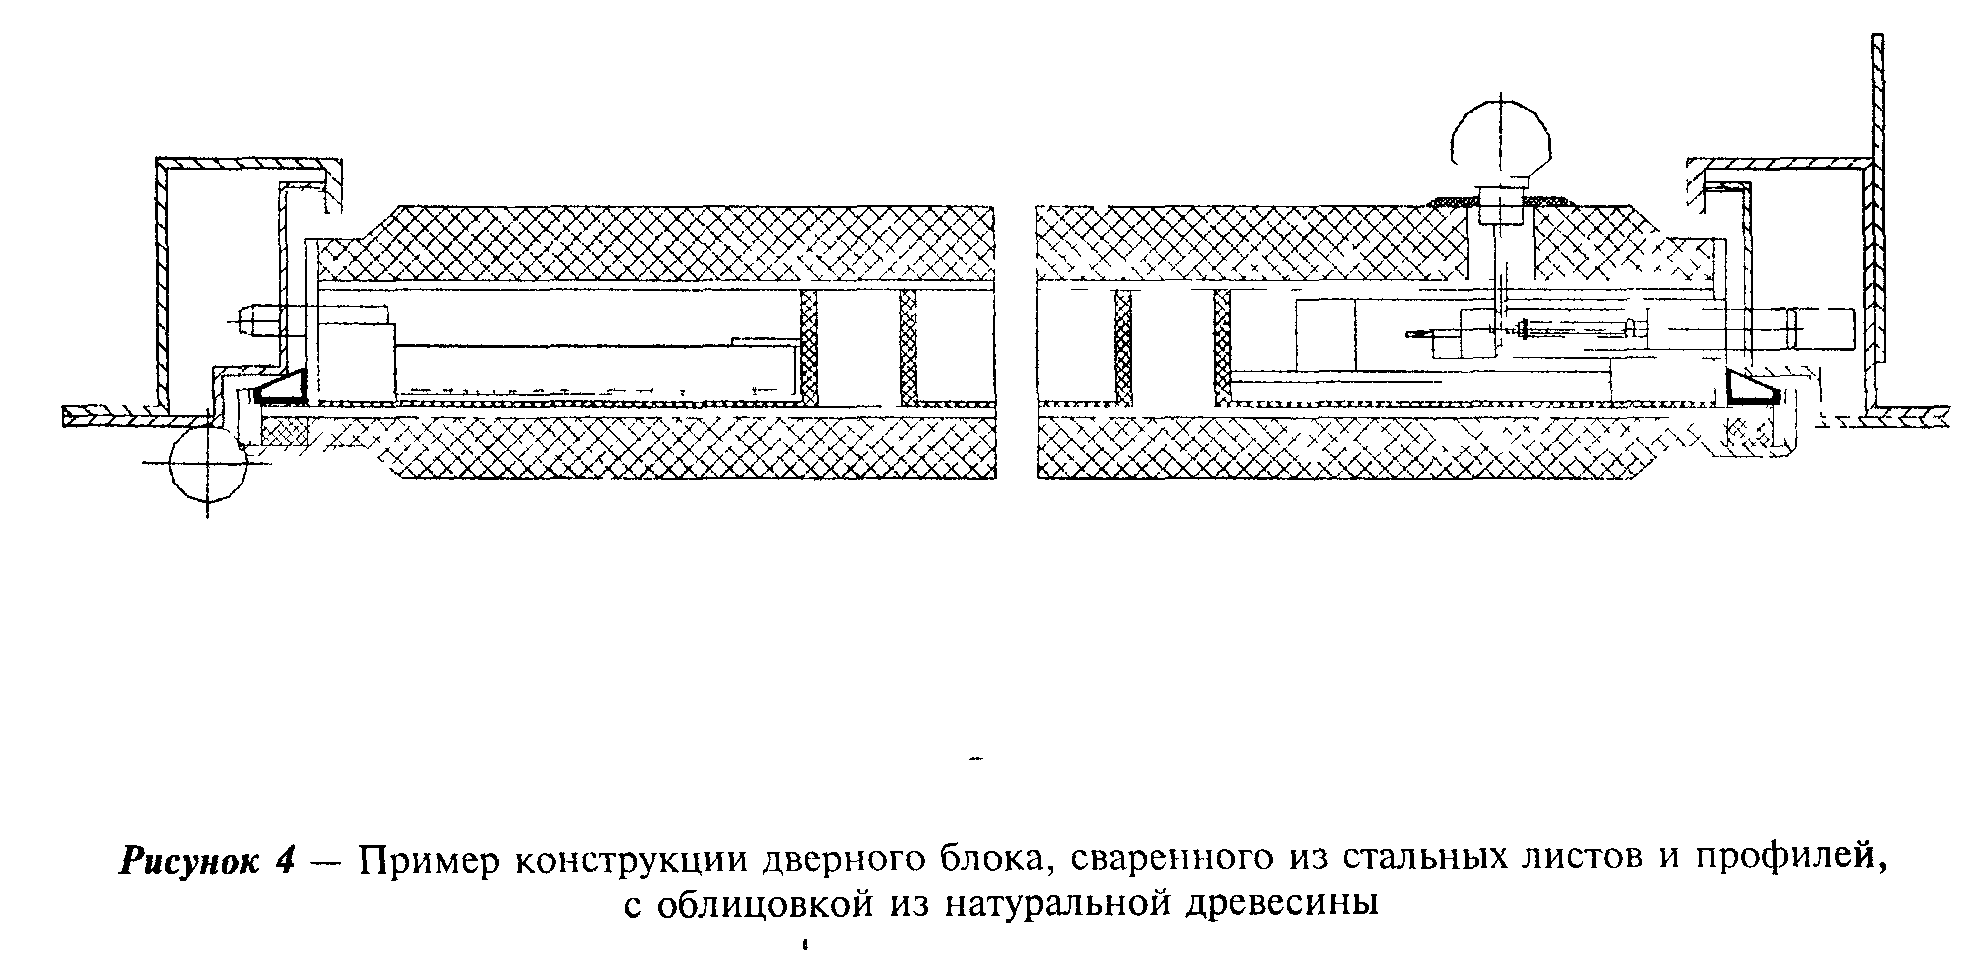 Рисунок 4 — Пример конструкции дверного блока, сваренного из стальных листов и профилей,
с облицовкой из натуральной древесины